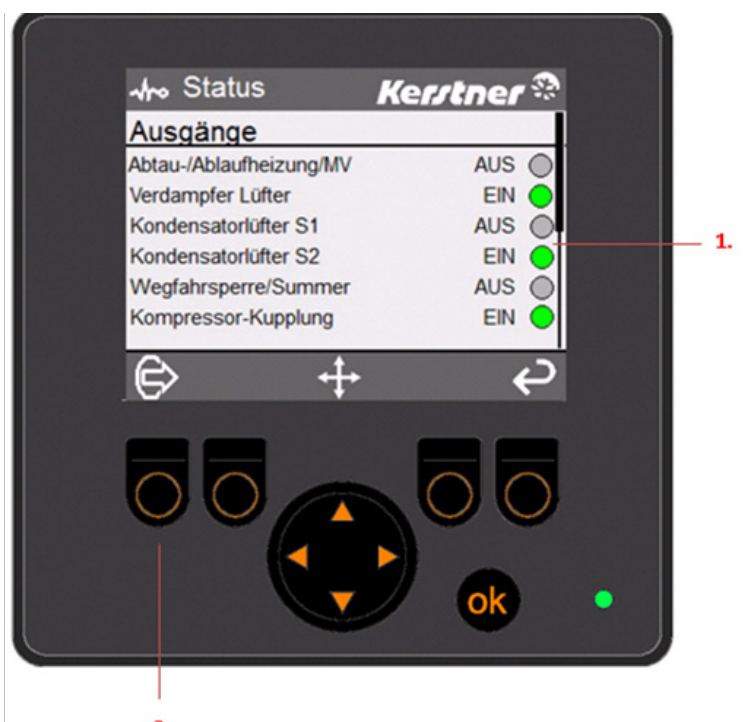 Status Kerstner
Ausgänge
Abtau-/Ablaufheizung/MV AUS
Verdampfer Lüfter EIN
Kondensatorlüfter S1 AUS
Kondensatorlüfter S2 EIN
Wegfahrsperre/Summer AUS
Kompressor-Kupplung EIN
1.
ok